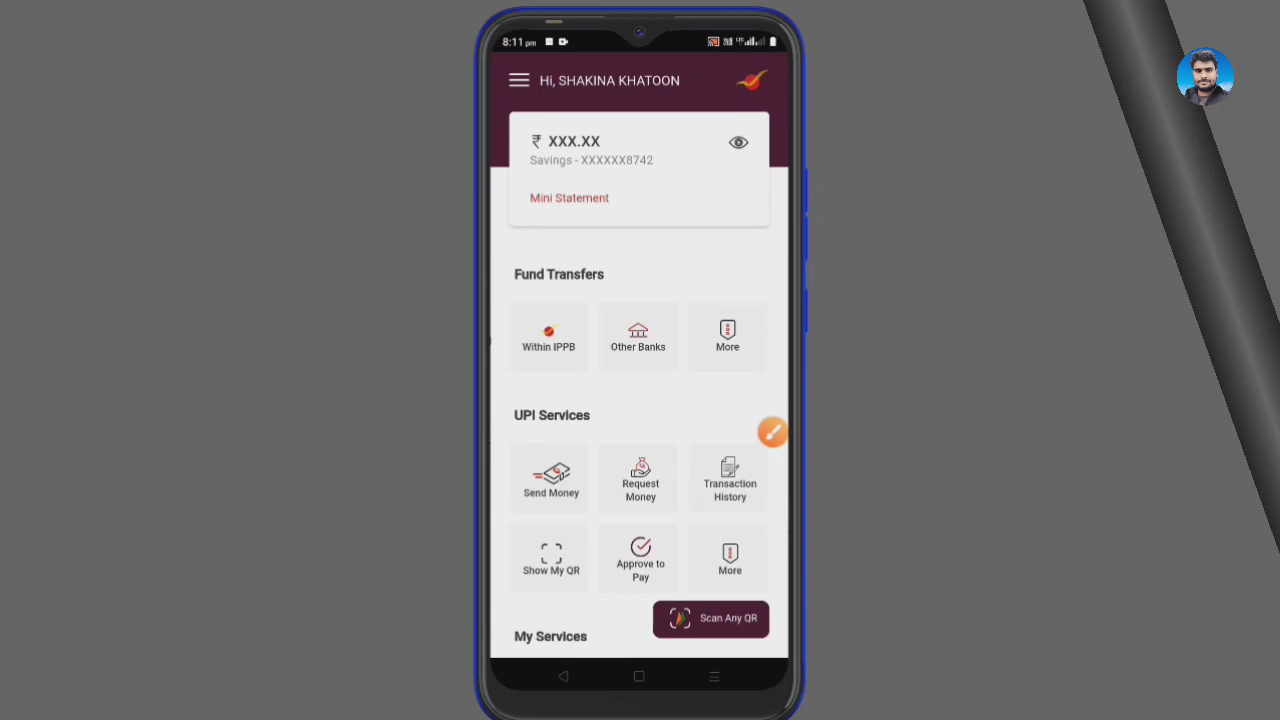 8:11 pm
Hi, SHAKINA KHATOON
₹ XXX.XX
Savings - XXXXXX8742
Mini Statement
Fund Transfers
Within IPPB
Other Banks
More
UPI Services
Send Money
Request
Money
Transaction
History
Show My QR
Approve to
Pay
More
Scan Any QR
My Services